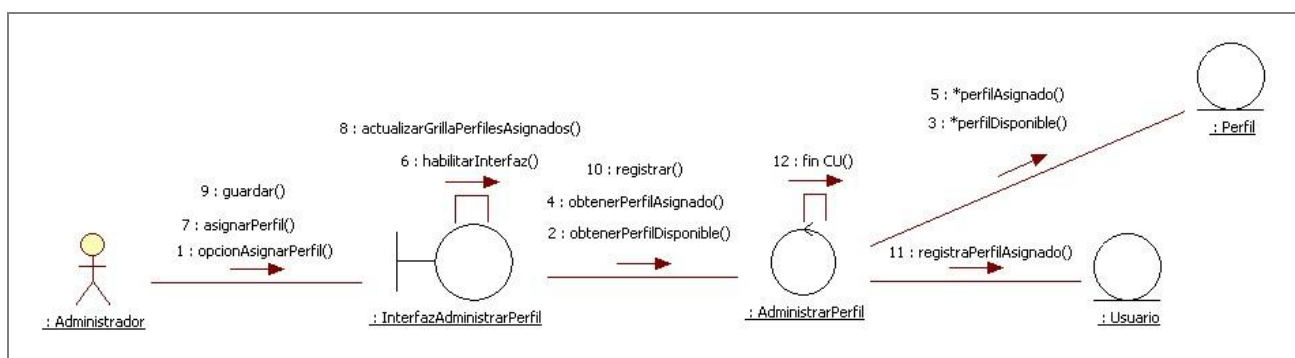 5 : *perfilAsignado()
3 : *perfilDisponible()
: Perfil
8 : actualizarGrillaPerfilesAsignados()
6 : habilitarInterfaz()
10 : registrar()
12 : fin CU()
9 : guardar()
4 : obtenerPerfilAsignado()
7 : asignarPerfil()
2 : obtenerPerfilDisponible()
1 : opcionAsignarPerfil()
11 : registraPerfilAsignado()
: Administrador
: InterfazAdministrarPerfil
: AdministrarPerfil
: Usuario